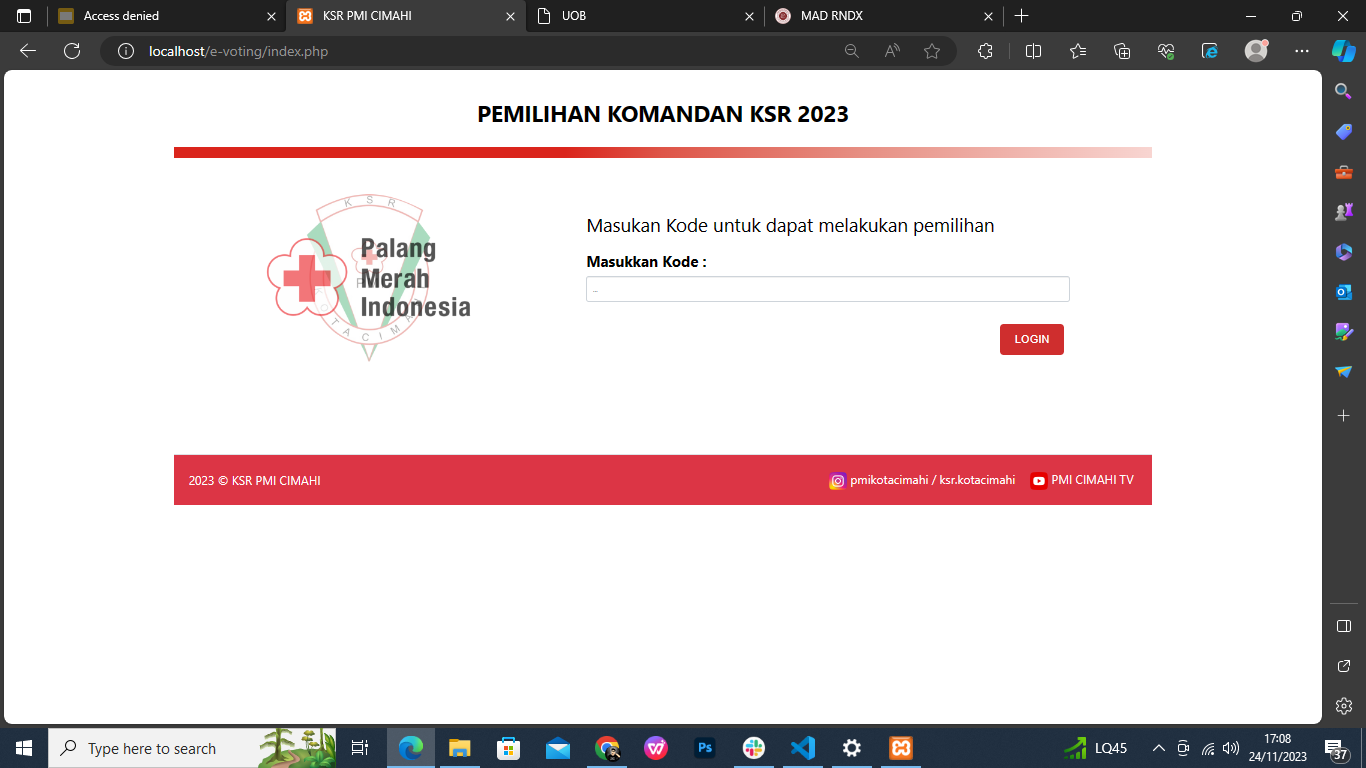 Access denied
KSR PMI CIMAHI
UOB
MAD RNDX
localhost/e-voting/index.php
PEMILIHAN KOMANDAN KSR 2023
KSR
Palang
Merah
Indonesia
Masukan Kode untuk dapat melakukan pemilihan
Masukkan Kode :
LOGIN
2023 © KSR PMI CIMAHI
pmikotacimahi / ksr.kotacimahi
PMI CIMAHI TV
Type here to search
Ps
LQ45
17:08
24/11/2023
37